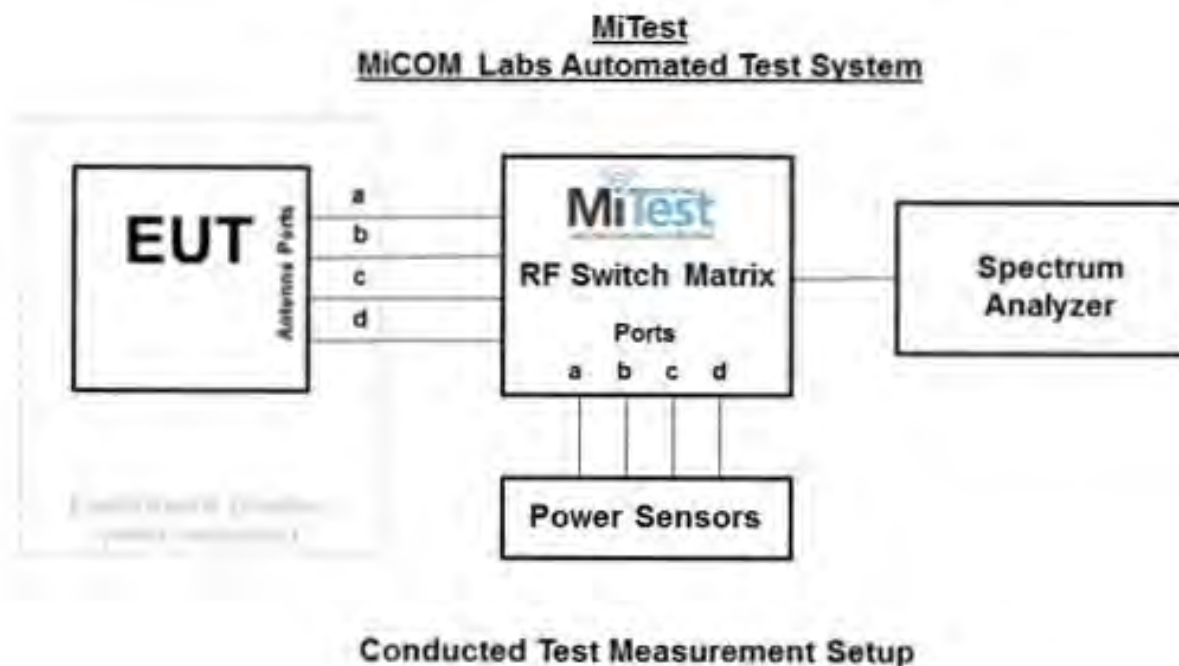 MiTest
MiCOM Labs Automated Test System
EUT
Antenna Ports
a
b
c
d
MiTest
RF Switch Matrix
Ports
a b c d
Spectrum
Analyzer
Power Sensors
Conducted Test Measurement Setup